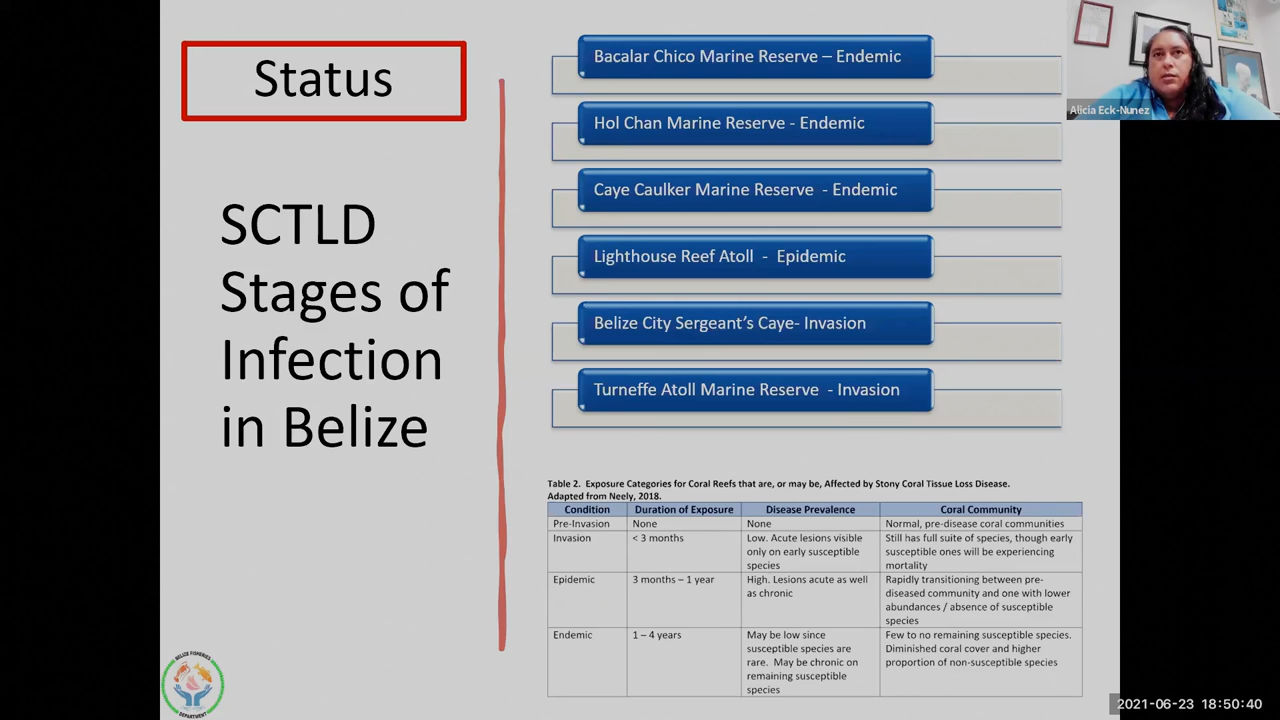 Status
SCTLD
Stages of
Infection
in Belize
Bacalar Chico Marine Reserve – Endemic
Hol Chan Marine Reserve - Endemic
Caye Caulker Marine Reserve - Endemic
Lighthouse Reef Atoll - Epidemic
Belize City Sergeant's Caye- Invasion
Turneffe Atoll Marine Reserve - Invasion
Table 2. Exposure Categories for Coral Reefs that are, or may be, Affected by Stony Coral Tissue Loss Disease.
Adapted from Neely, 2018.
Condition Duration of Exposure Disease Prevalence Coral Community
Pre-Invasion None None Normal, pre-disease coral communities
Invasion < 3 months Low. Acute lesions visible Still has full suite of species, though early
only on early susceptible susceptible ones will be experiencing
species mortality
Epidemic 3 months – 1 year High. Lesions acute as well Rapidly transitioning between pre-
as chronic diseased community and one with lower
abundances / absence of susceptible
species
Endemic 1 – 4 years May be low since Few to no remaining susceptible species.
susceptible species are Diminished coral cover and higher
rare. May be chronic on proportion of non-susceptible species
remaining susceptible
species
BELIZE FISHERIES
DEPARTMENT
Alicia Eck-Nunez
2021-06-23 18:50:40